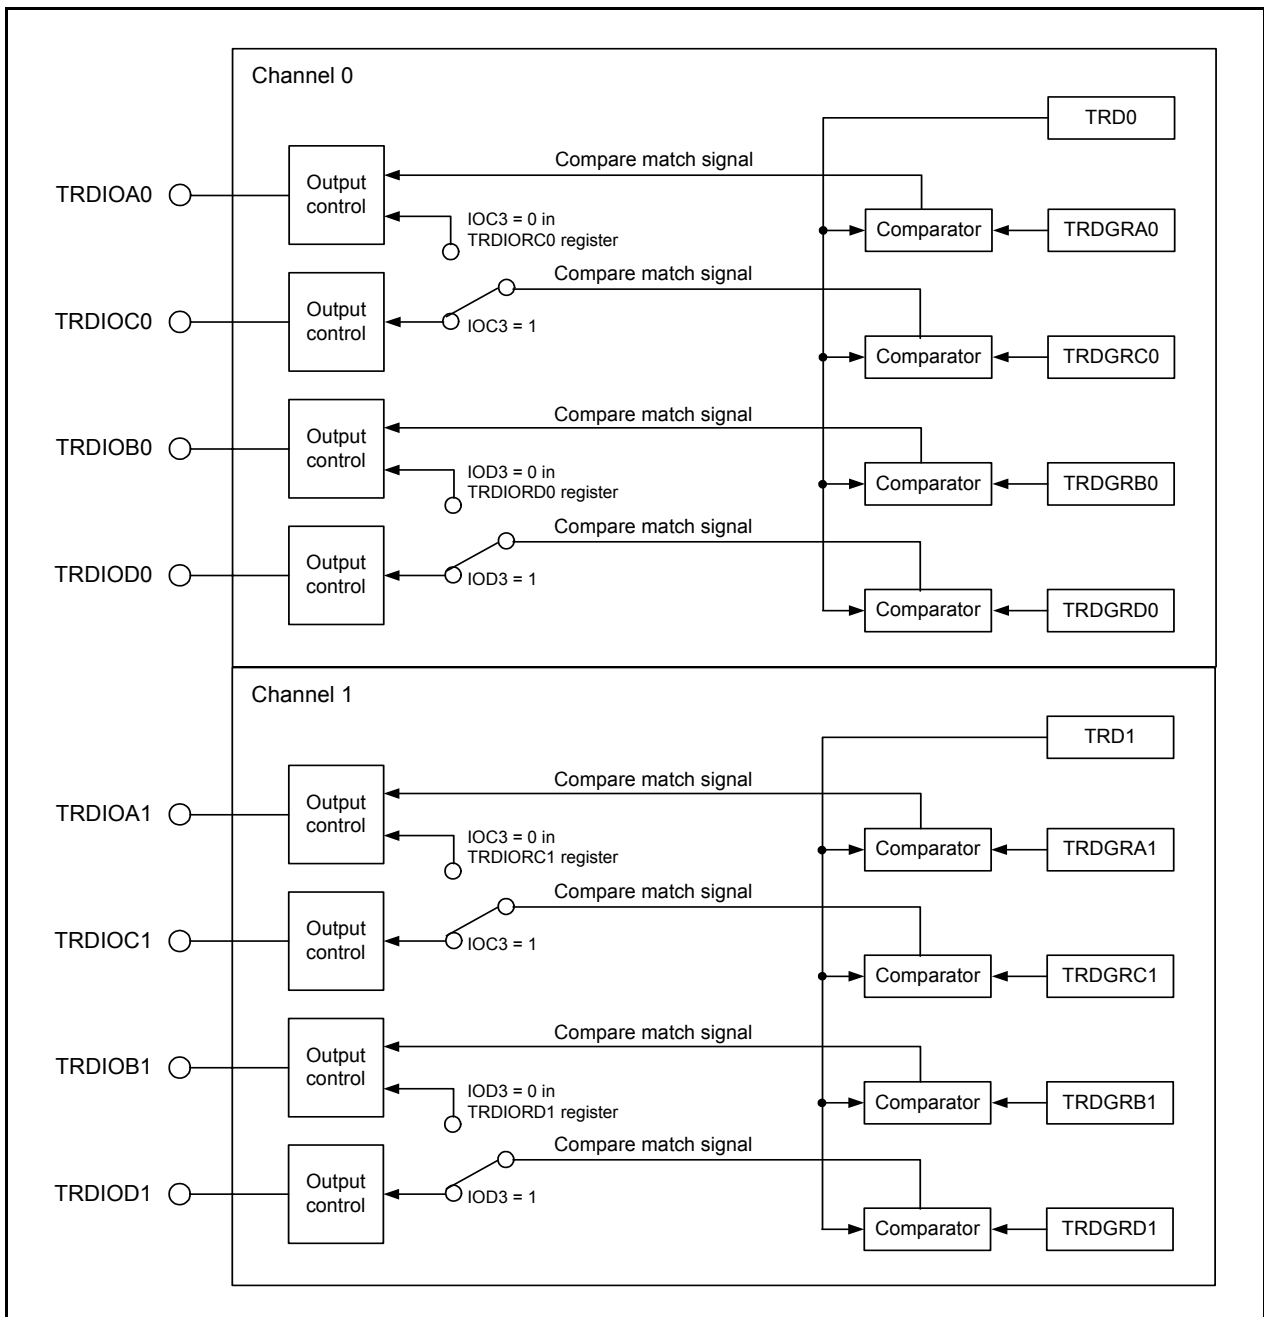 Channel 0
TRD0
Compare match signal
TRDIOA0
Output
control
IOC3 = 0 in
TRDIORC0 register
Comparator
TRDGRA0
Compare match signal
TRDIOC0
Output
control
IOC3 = 1
Comparator
TRDGRC0
Compare match signal
TRDIOB0
Output
control
IOD3 = 0 in
TRDIORD0 register
Comparator
TRDGRB0
Compare match signal
TRDIOD0
Output
control
IOD3 = 1
Comparator
TRDGRD0
Channel 1
TRD1
Compare match signal
TRDIOA1
Output
control
IOC3 = 0 in
TRDIORC1 register
Comparator
TRDGRA1
Compare match signal
TRDIOC1
Output
control
IOC3 = 1
Comparator
TRDGRC1
Compare match signal
TRDIOB1
Output
control
IOD3 = 0 in
TRDIORD1 register
Comparator
TRDGRB1
Compare match signal
TRDIOD1
Output
control
IOD3 = 1
Comparator
TRDGRD1